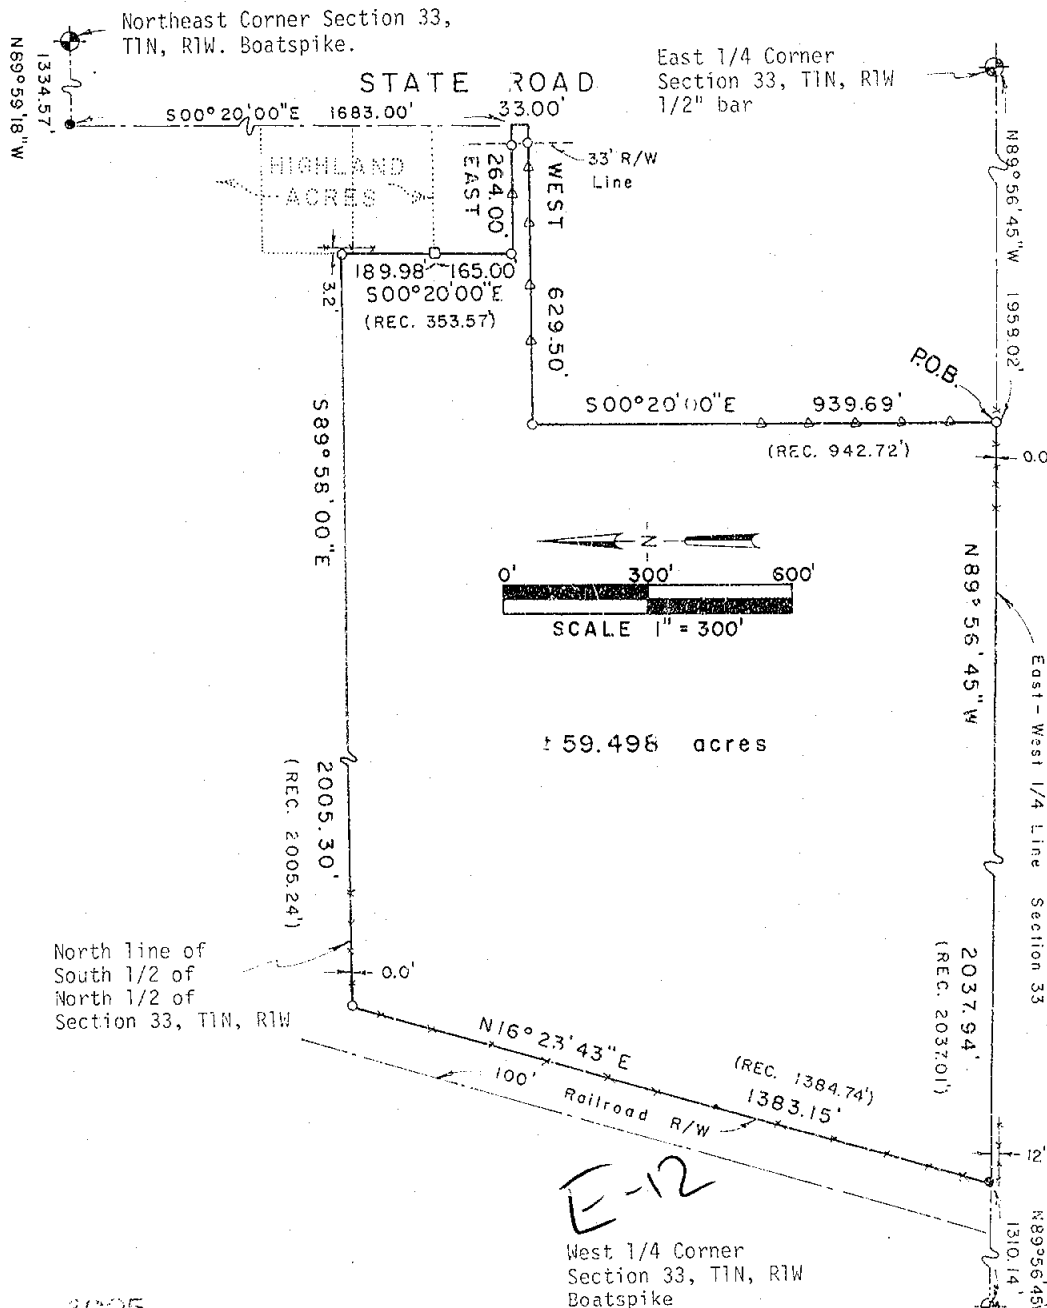 Northeast Corner Section 33,
T1N, R1W. Boatspike.
East 1/4 Corner
Section 33, T1N, R1W
1/2" bar
N89°59'18"W
1334.57'
STATE ROAD
S00°20'00"E 1683.00' 33.00'
33' R/W
Line
HIGHLAND
ACRES
264.00'
EAST
WEST
629.50'
N89°56'45"W 1959.02'
189.98' 165.00'
S00°20'00"E
(REC. 353.57')
3.2'
P.O.B.
S00°20'00"E 939.69'
(REC. 942.72')
0.0
S89°58'00"E
2005.30'
(REC. 2005.24')
N
0' 300' 600'
SCALE 1" = 300'
N89°56'45"W
2037.94'
(REC. 2037.01')
East-West 1/4 Line Section 33
± 59.498 acres
North line of
South 1/2 of
North 1/2 of
Section 33, T1N, R1W
0.0'
N16°23'43"E
(REC. 1384.74')
1383.15'
100'
Railroad R/W
12'
E-12
N89°56'45"
1310.14'
West 1/4 Corner
Section 33, T1N, R1W
Boatspike